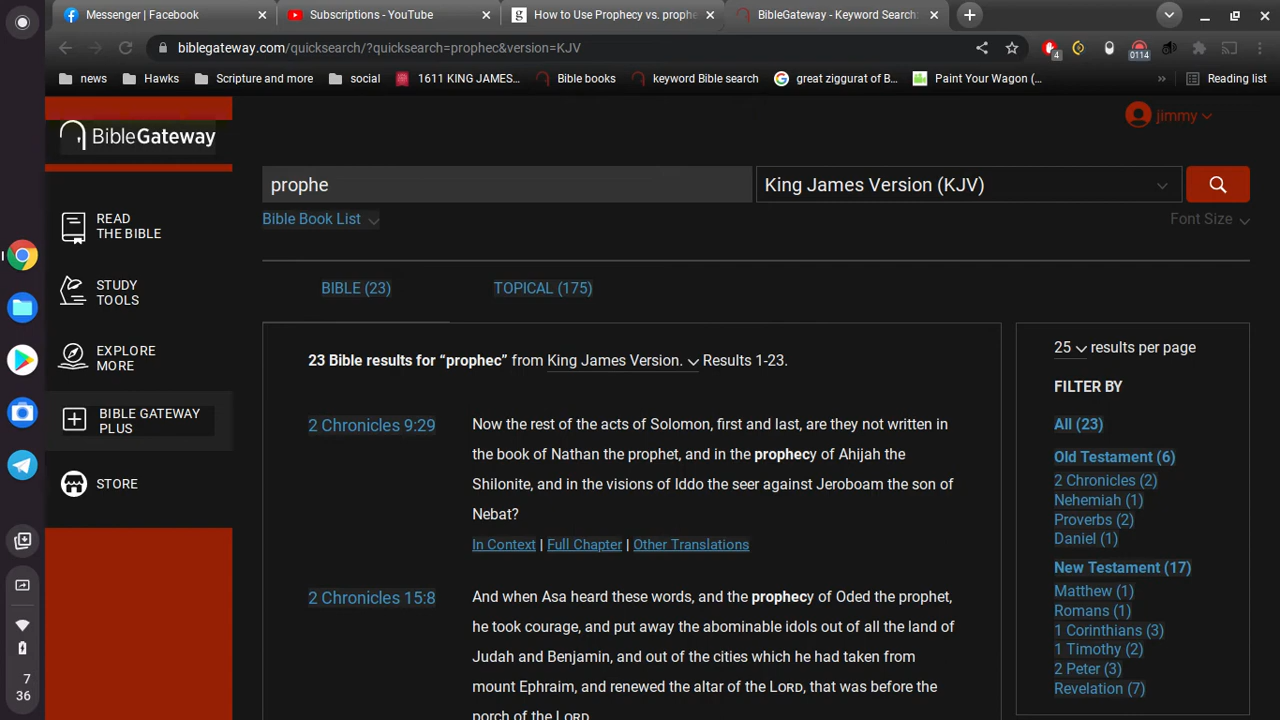 Messenger | Facebook
Subscriptions - YouTube
How to Use Prophecy vs. prophe
BibleGateway - Keyword Search:
biblegateway.com/quicksearch/?quicksearch=prophec&version=KJV
4
0114
news
Hawks
Scripture and more
social
1611 KING JAMES...
Bible books
keyword Bible search
great ziggurat of B...
Paint Your Wagon (...
»
Reading list
BibleGateway
jimmy
prophe
King James Version (KJV)
Bible Book List
Font Size
READ
THE BIBLE
STUDY
TOOLS
EXPLORE
MORE
BIBLE GATEWAY
PLUS
STORE
BIBLE (23)
TOPICAL (175)
23 Bible results for “prophec” from King James Version. Results 1-23.
2 Chronicles 9:29
Now the rest of the acts of Solomon, first and last, are they not written in
the book of Nathan the prophet, and in the prophecy of Ahijah the
Shilonite, and in the visions of Iddo the seer against Jeroboam the son of
Nebat?
In Context | Full Chapter | Other Translations
2 Chronicles 15:8
And when Asa heard these words, and the prophecy of Oded the prophet,
he took courage, and put away the abominable idols out of all the land of
Judah and Benjamin, and out of the cities which he had taken from
mount Ephraim, and renewed the altar of the LORD, that was before the
porch of the LORD.
25 results per page
FILTER BY
All (23)
Old Testament (6)
2 Chronicles (2)
Nehemiah (1)
Proverbs (2)
Daniel (1)
New Testament (17)
Matthew (1)
Romans (1)
1 Corinthians (3)
1 Timothy (2)
2 Peter (3)
Revelation (7)
7
36